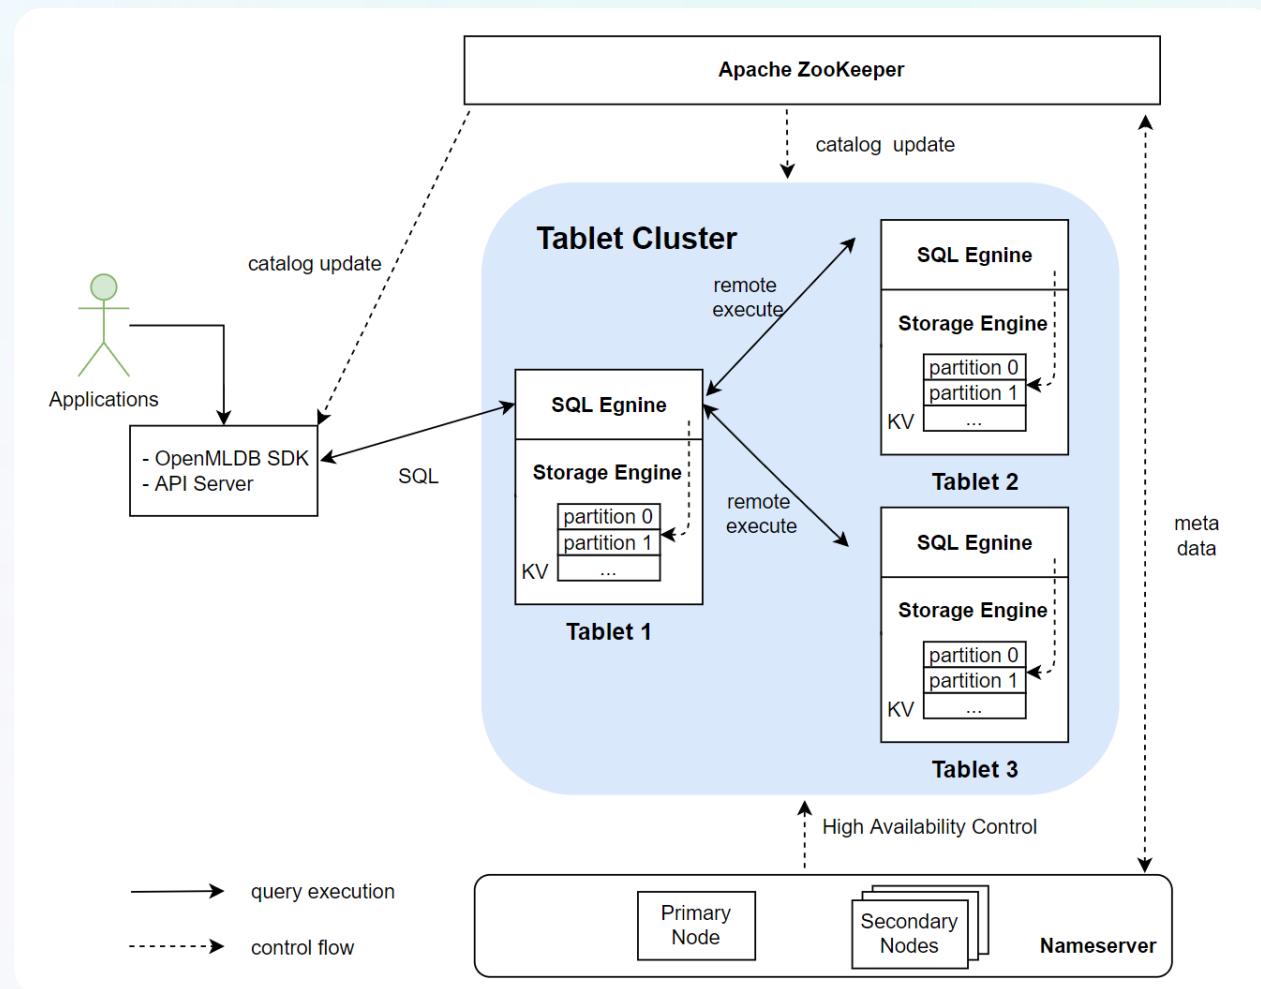 Apache ZooKeeper
catalog update
catalog update
Tablet Cluster
Applications
- OpenMLDB SDK
- API Server
SQL
remote
execute
remote
execute
SQL Egnine
Storage Engine
partition 0
partition 1
...
KV
Tablet 1
SQL Egnine
Storage Engine
partition 0
partition 1
...
KV
Tablet 2
SQL Egnine
Storage Engine
partition 0
partition 1
...
KV
Tablet 3
meta
data
High Availability Control
query execution
control flow
Primary
Node
Secondary
Nodes
Nameserver